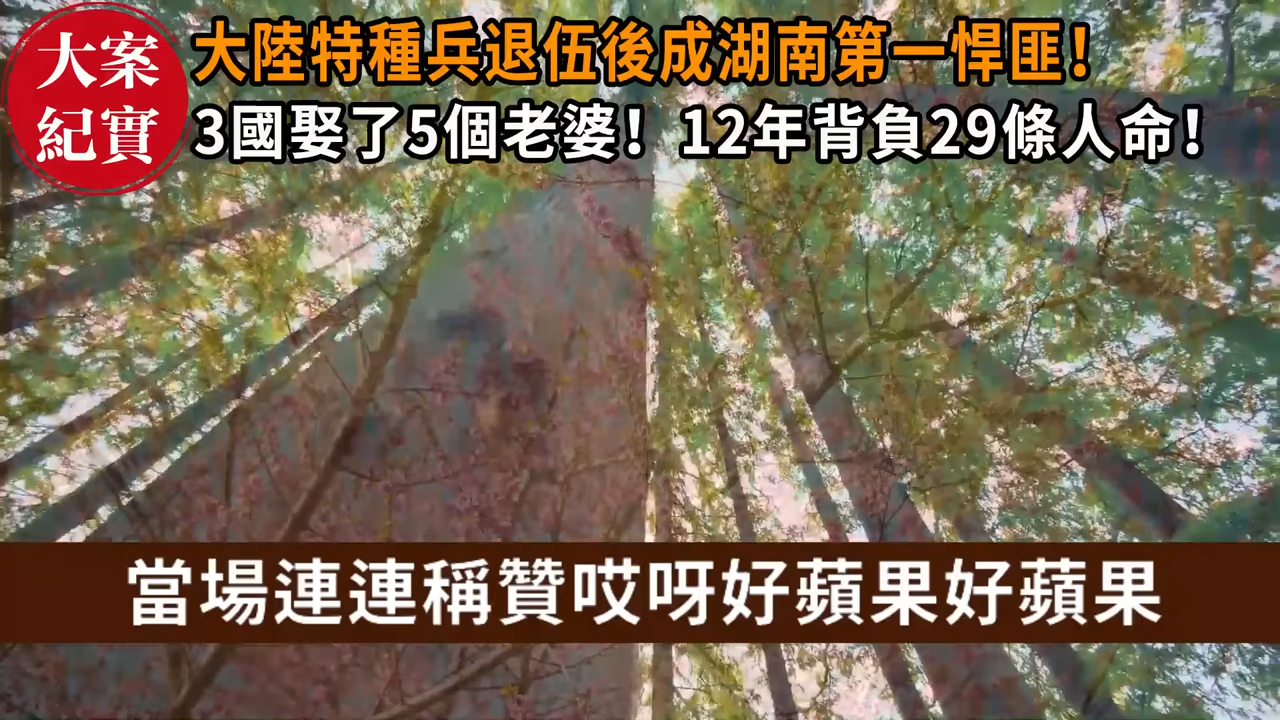 大案
紀實
大陸特種兵退伍後成湖南第一悍匪！
3國娶了5個老婆！12年背負29條人命！
當場連連稱贊哎呀好蘋果好蘋果